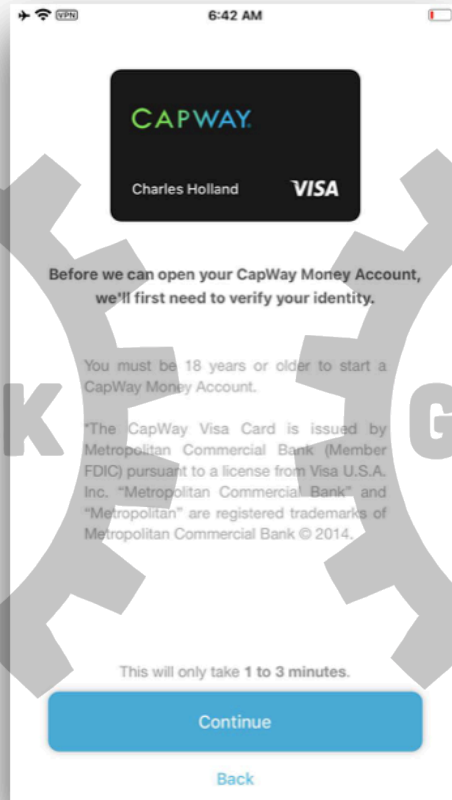 VPN 6:42 AM
CAPWAY.
Charles Holland VISA
Before we can open your CapWay Money Account,
we'll first need to verify your identity.
You must be 18 years or older to start a
CapWay Money Account.
*The CapWay Visa Card is issued by
Metropolitan Commercial Bank (Member
FDIC) pursuant to a license from Visa U.S.A.
Inc. “Metropolitan Commercial Bank” and
“Metropolitan” are registered trademarks of
Metropolitan Commercial Bank © 2014.
K G
This will only take 1 to 3 minutes.
Continue
Back